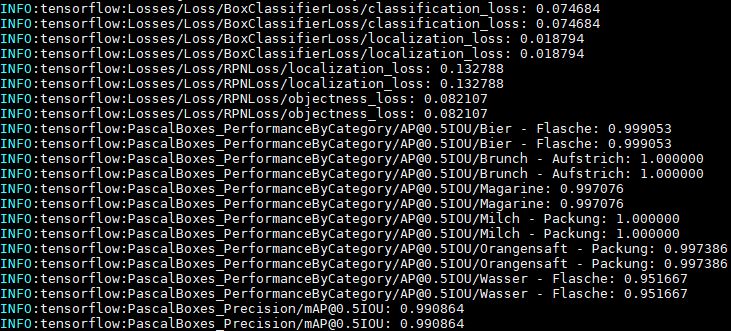 INFO:tensorflow:Losses/Loss/BoxClassifierLoss/classification_loss: 0.074684
INFO:tensorflow:Losses/Loss/BoxClassifierLoss/classification_loss: 0.074684
INFO:tensorflow:Losses/Loss/BoxClassifierLoss/localization_loss: 0.018794
INFO:tensorflow:Losses/Loss/BoxClassifierLoss/localization_loss: 0.018794
INFO:tensorflow:Losses/Loss/RPNLoss/localization_loss: 0.132788
INFO:tensorflow:Losses/Loss/RPNLoss/localization_loss: 0.132788
INFO:tensorflow:Losses/Loss/RPNLoss/objectness_loss: 0.082107
INFO:tensorflow:Losses/Loss/RPNLoss/objectness_loss: 0.082107
INFO:tensorflow:PascalBoxes_PerformanceByCategory/AP@0.5IOU/Bier - Flasche: 0.999053
INFO:tensorflow:PascalBoxes_PerformanceByCategory/AP@0.5IOU/Bier - Flasche: 0.999053
INFO:tensorflow:PascalBoxes_PerformanceByCategory/AP@0.5IOU/Brunch - Aufstrich: 1.000000
INFO:tensorflow:PascalBoxes_PerformanceByCategory/AP@0.5IOU/Brunch - Aufstrich: 1.000000
INFO:tensorflow:PascalBoxes_PerformanceByCategory/AP@0.5IOU/Magarine: 0.997076
INFO:tensorflow:PascalBoxes_PerformanceByCategory/AP@0.5IOU/Magarine: 0.997076
INFO:tensorflow:PascalBoxes_PerformanceByCategory/AP@0.5IOU/Milch - Packung: 1.000000
INFO:tensorflow:PascalBoxes_PerformanceByCategory/AP@0.5IOU/Milch - Packung: 1.000000
INFO:tensorflow:PascalBoxes_PerformanceByCategory/AP@0.5IOU/Orangensaft - Packung: 0.997386
INFO:tensorflow:PascalBoxes_PerformanceByCategory/AP@0.5IOU/Orangensaft - Packung: 0.997386
INFO:tensorflow:PascalBoxes_PerformanceByCategory/AP@0.5IOU/Wasser - Flasche: 0.951667
INFO:tensorflow:PascalBoxes_PerformanceByCategory/AP@0.5IOU/Wasser - Flasche: 0.951667
INFO:tensorflow:PascalBoxes_Precision/mAP@0.5IOU: 0.990864
INFO:tensorflow:PascalBoxes_Precision/mAP@0.5IOU: 0.990864